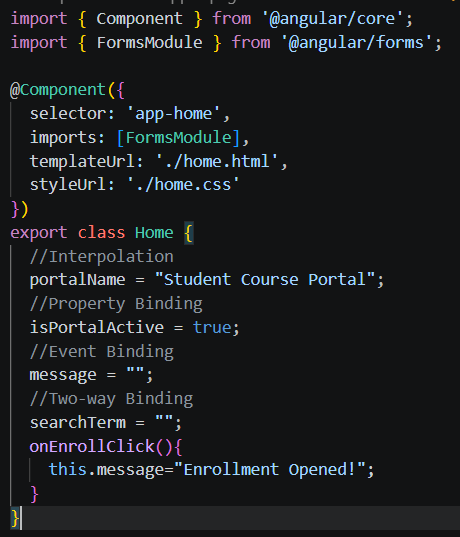 import { Component } from '@angular/core';
import { FormsModule } from '@angular/forms';

@Component({
  selector: 'app-home',
  imports: [FormsModule],
  templateUrl: './home.html',
  styleUrl: './home.css'
})
export class Home {
  //Interpolation
  portalName = "Student Course Portal";
  //Property Binding
  isPortalActive = true;
  //Event Binding
  message = "";
  //Two-way Binding
  searchTerm = "";
  onEnrollClick(){
    this.message="Enrollment Opened!";
  }
}